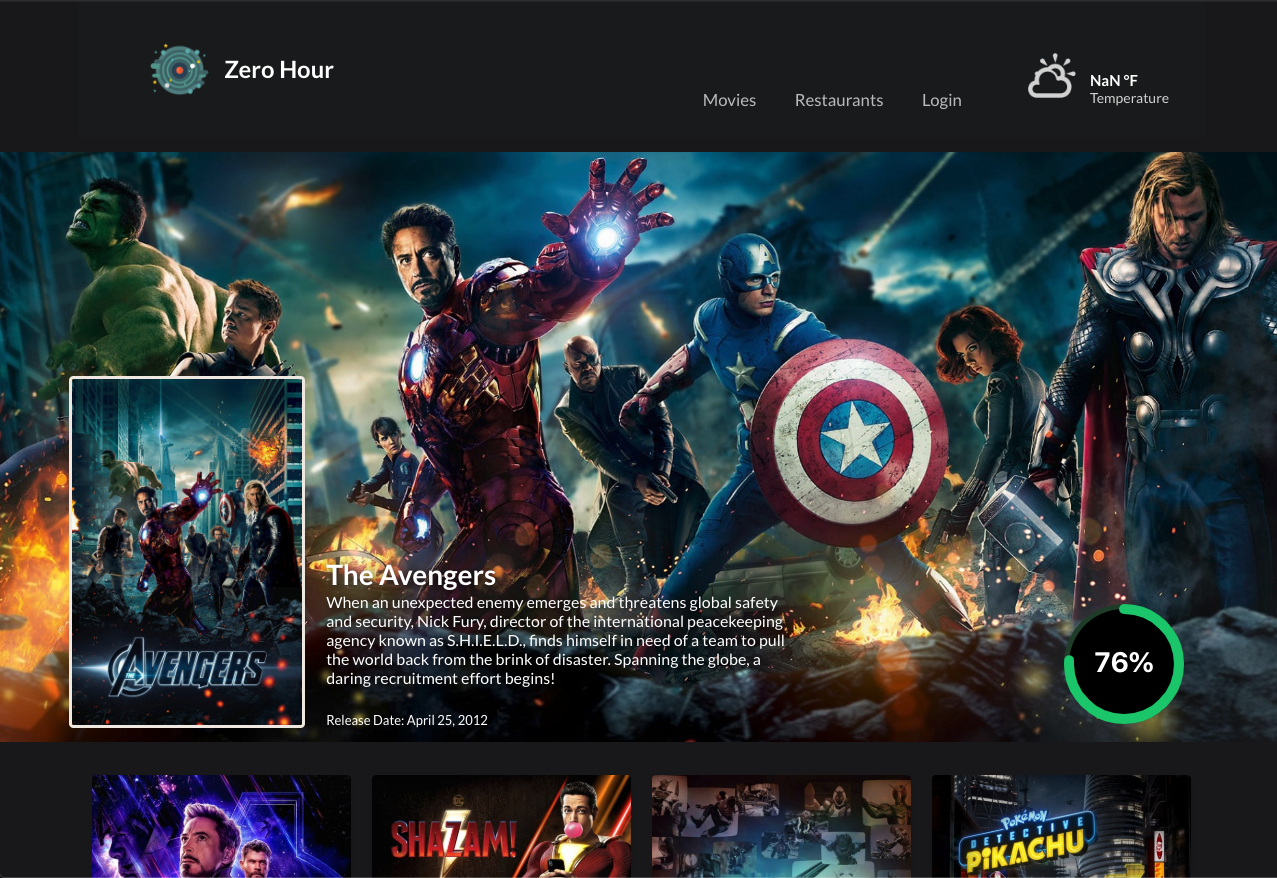 Zero Hour
Movies
Restaurants
Login
NaN °F
Temperature
A
AVENGERS
The Avengers
When an unexpected enemy emerges and threatens global safety
and security, Nick Fury, director of the international peacekeeping
agency known as S.H.I.E.L.D., finds himself in need of a team to pull
the world back from the brink of disaster. Spanning the globe, a
daring recruitment effort begins!
Release Date: April 25, 2012
76%
DC
SHAZAM!
POKÉMON
DETECTIVE
PIKACHU